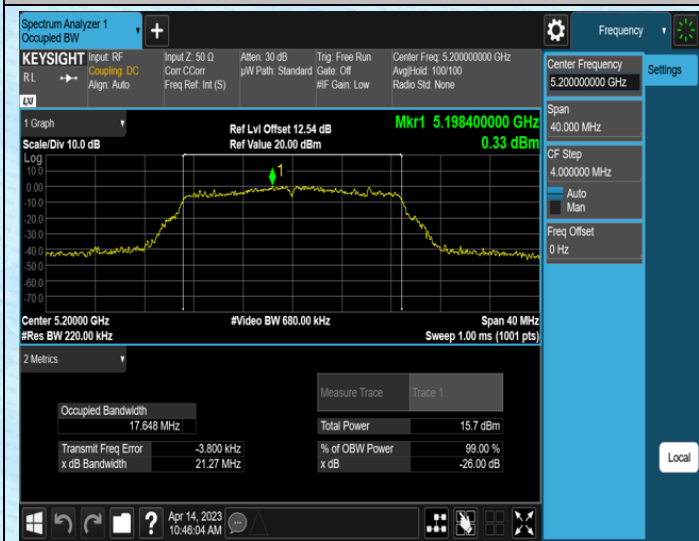 Spectrum Analyzer 1
Occupied BW
+
Frequency
KEYSIGHT
RL
LXI
Input: RF
Coupling: DC
Align: Auto
Input Z: 50 Ω
Corr CCorr
Freq Ref: Int (S)
Atten: 30 dB
µW Path: Standard
Trig: Free Run
Gate: Off
#IF Gain: Low
Center Freq: 5.200000000 GHz
Avg|Hold: 100/100
Radio Std: None
Center Frequency
5.200000000 GHz
Settings
Span
40.000 MHz
CF Step
4.000000 MHz
Auto
Man
Freq Offset
0 Hz
Local
1 Graph
Scale/Div 10.0 dB
Ref Lvl Offset 12.54 dB
Ref Value 20.00 dBm
Mkr1 5.198400000 GHz
0.33 dBm
Log
10.0
0.00
-10.0
-20.0
-30.0
-40.0
-50.0
-60.0
-70.0
1
Center 5.20000 GHz
#Res BW 220.00 kHz
#Video BW 680.00 kHz
Span 40 MHz
Sweep 1.00 ms (1001 pts)
2 Metrics
Measure Trace Trace 1
Occupied Bandwidth
17.648 MHz
Total Power 15.7 dBm
Transmit Freq Error -3.800 kHz
% of OBW Power 99.00 %
x dB Bandwidth 21.27 MHz
x dB -26.00 dB
?
Apr 14, 2023
10:46:04 AM